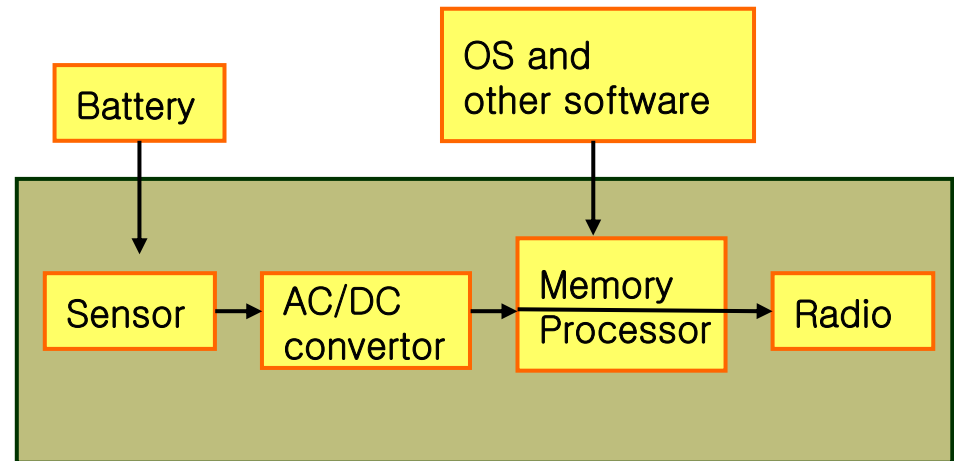 OS and
other software
Battery
Sensor
AC/DC
convertor
Memory
Processor
Radio